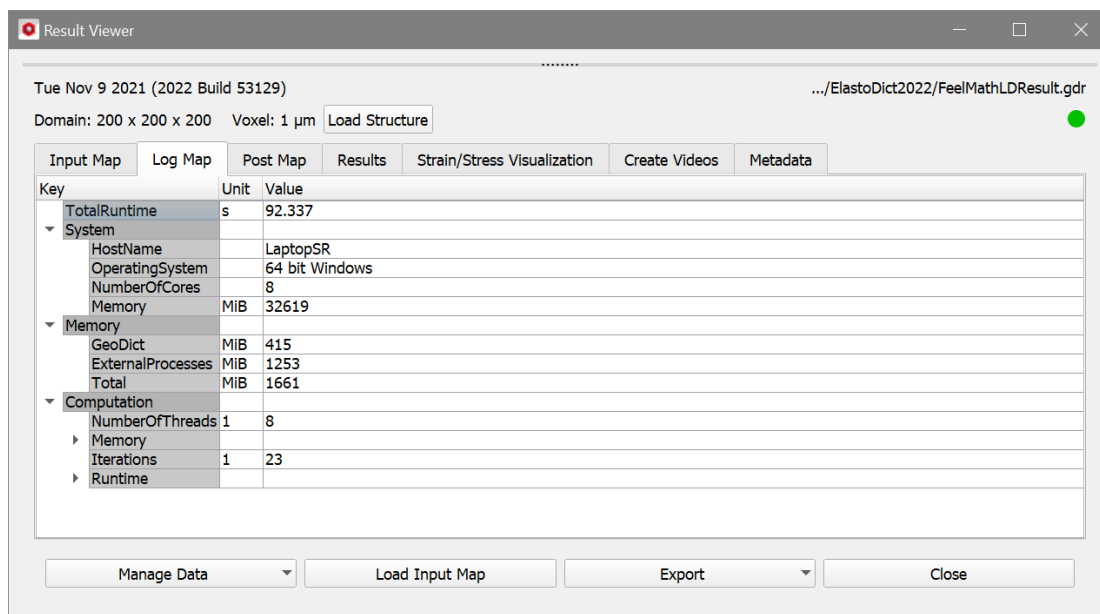 Result Viewer
Tue Nov 9 2021 (2022 Build 53129) .../ElastoDict2022/FeelMathLDResult.gdr
Domain: 200 x 200 x 200 Voxel: 1 µm Load Structure
Input Map Log Map Post Map Results Strain/Stress Visualization Create Videos Metadata
Key Unit Value
TotalRuntime s 92.337
System
HostName LaptopSR
OperatingSystem 64 bit Windows
NumberOfCores 8
Memory MiB 32619
Memory
GeoDict MiB 415
ExternalProcesses MiB 1253
Total MiB 1661
Computation
NumberOfThreads 1 8
Memory
Iterations 1 23
Runtime
Manage Data Load Input Map Export Close